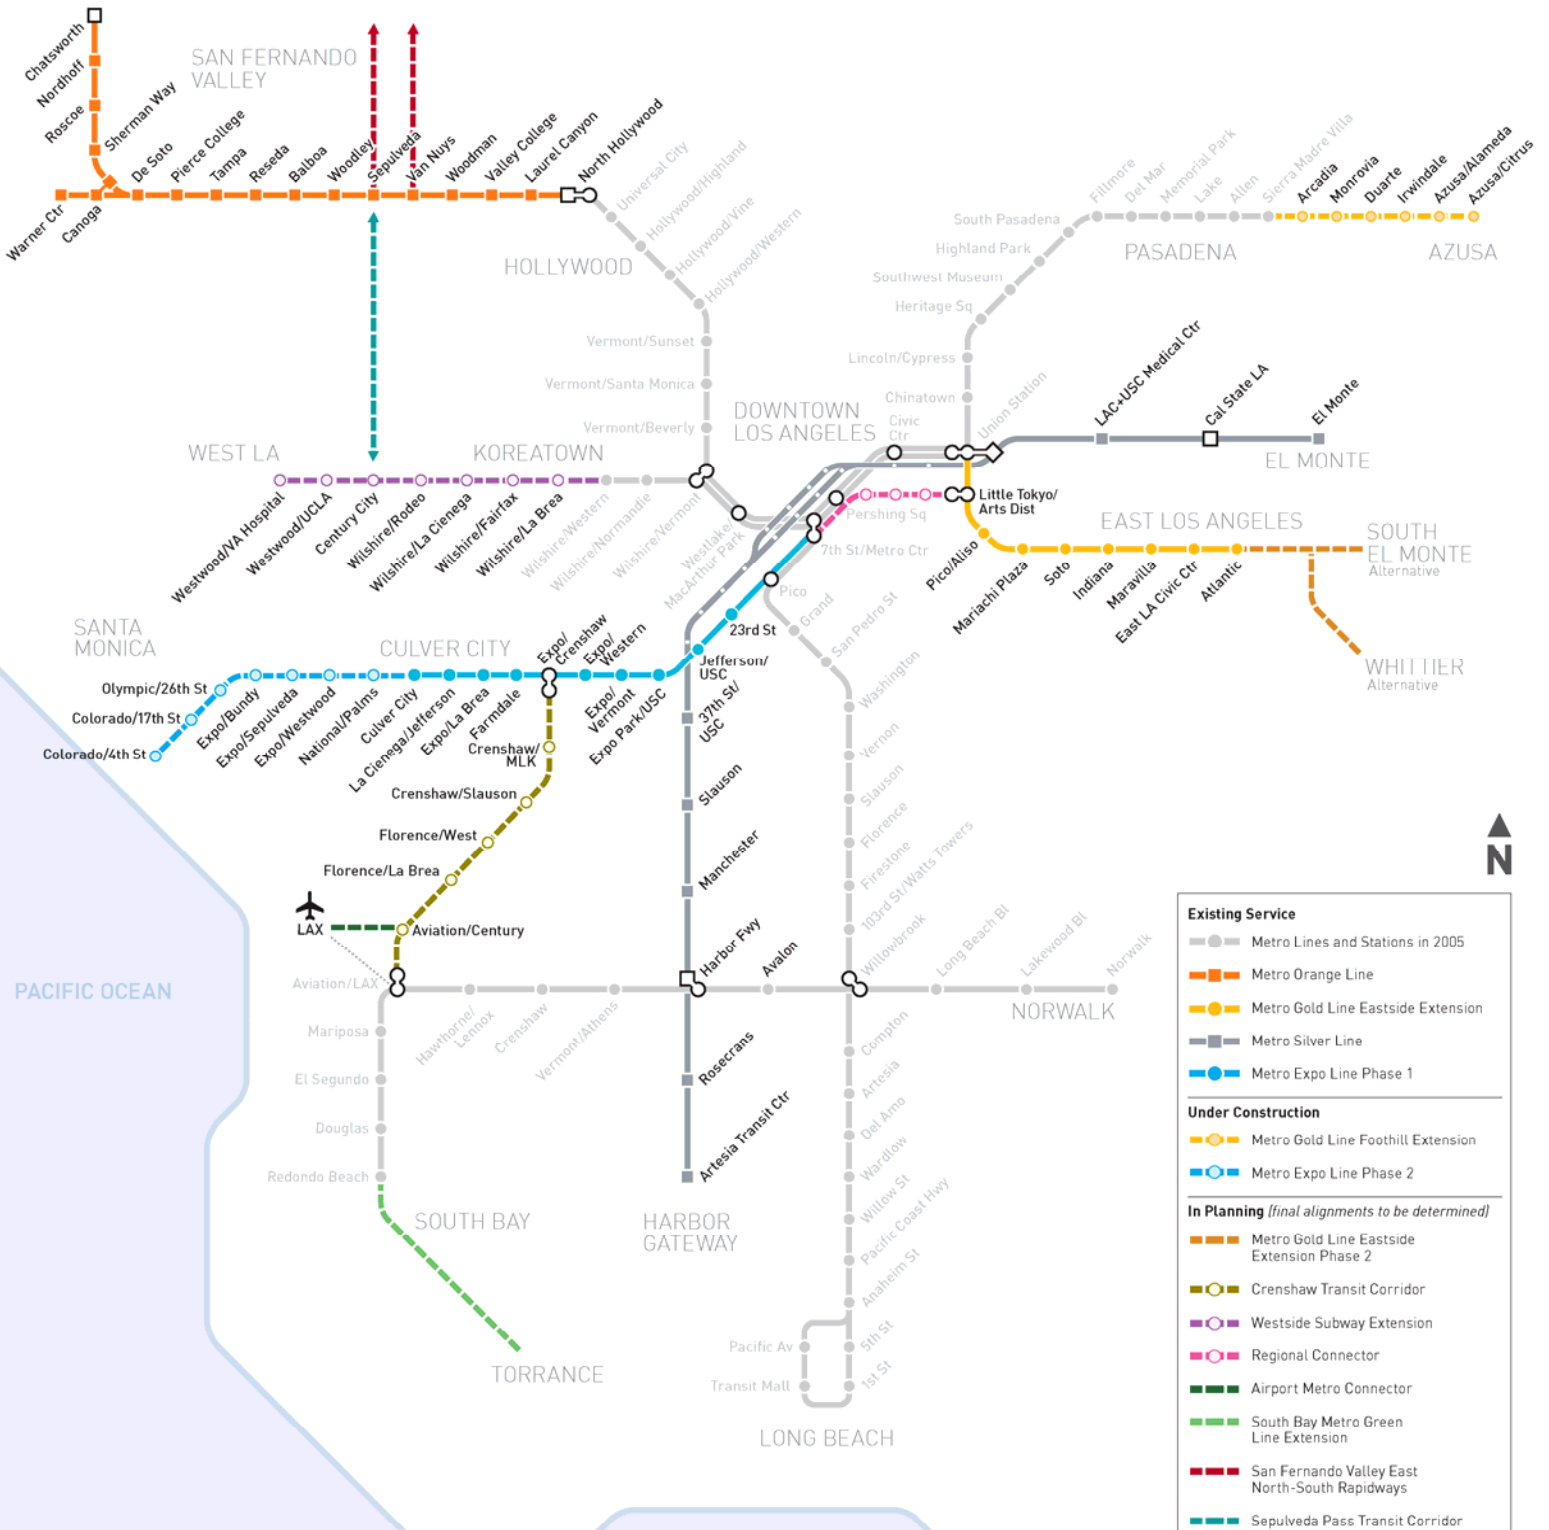 Chatsworth
Nordhoff
Roscoe
Sherman Way
SAN FERNANDO
VALLEY
Warner Ctr
Canoga
De Soto
Pierce College
Tampa
Reseda
Balboa
Woodley
Sepulveda
Van Nuys
Woodman
Valley College
Laurel Canyon
North Hollywood
Universal City
Hollywood/Highland
Hollywood/Vine
Hollywood/Western
HOLLYWOOD
Vermont/Sunset
Vermont/Santa Monica
Vermont/Beverly
Fillmore
Del Mar
Memorial Park
Lake
Allen
Sierra Madre Villa
Arcadia
Monrovia
Duarte
Irwindale
Azusa/Alameda
Azusa/Citrus
South Pasadena
Highland Park
Southwest Museum
Heritage Sq
Lincoln/Cypress
Chinatown
PASADENA
AZUSA
DOWNTOWN
LOS ANGELES
Civic
Ctr
Union Station
LAC+USC Medical Ctr
Cal State LA
El Monte
EL MONTE
WEST LA
KOREATOWN
Westwood/VA Hospital
Westwood/UCLA
Century City
Wilshire/Rodeo
Wilshire/La Cienega
Wilshire/Fairfax
Wilshire/La Brea
Wilshire/Western
Wilshire/Normandie
Wilshire/Vermont
Westlake/
MacArthur Park
Pershing Sq
7th St/Metro Ctr
Little Tokyo/
Arts Dist
EAST LOS ANGELES
SOUTH
EL MONTE
Alternative
Pico/Aliso
Mariachi Plaza
Soto
Indiana
Maravilla
East LA Civic Ctr
Atlantic
WHITTIER
Alternative
Pico
Grand
San Pedro St
Washington
Vernon
Slauson
Florence
Firestone
103rd St/Watts Towers
Willowbrook
SANTA
MONICA
CULVER CITY
Olympic/26th St
Colorado/17th St
Colorado/4th St
Expo/Bundy
Expo/Sepulveda
Expo/Westwood
National/Palms
Culver City
La Cienega/Jefferson
Expo/La Brea
Farmdale
Expo/
Crenshaw
Expo/
Western
Expo/
Vermont
Expo Park/USC
Jefferson/
USC
23rd St
37th St/
USC
Crenshaw/
MLK
Crenshaw/Slauson
Florence/West
Florence/La Brea
Aviation/Century
LAX
Slauson
Manchester
Harbor Fwy
Avalon
Rosecrans
Artesia Transit Ctr
PACIFIC OCEAN
Aviation/LAX
Hawthorne/
Lennox
Crenshaw
Vermont/Athens
Long Beach Bl
Lakewood Bl
Norwalk
NORWALK
Mariposa
El Segundo
Douglas
Redondo Beach
SOUTH BAY
HARBOR
GATEWAY
TORRANCE
Compton
Artesia
Del Amo
Wardlow
Willow St
Pacific Coast Hwy
Anaheim St
Pacific Av
5th St
Transit Mall
1st St
LONG BEACH
N
Existing Service
Metro Lines and Stations in 2005
Metro Orange Line
Metro Gold Line Eastside Extension
Metro Silver Line
Metro Expo Line Phase 1
Under Construction
Metro Gold Line Foothill Extension
Metro Expo Line Phase 2
In Planning (final alignments to be determined)
Metro Gold Line Eastside
Extension Phase 2
Crenshaw Transit Corridor
Westside Subway Extension
Regional Connector
Airport Metro Connector
South Bay Metro Green
Line Extension
San Fernando Valley East
North-South Rapidways
Sepulveda Pass Transit Corridor